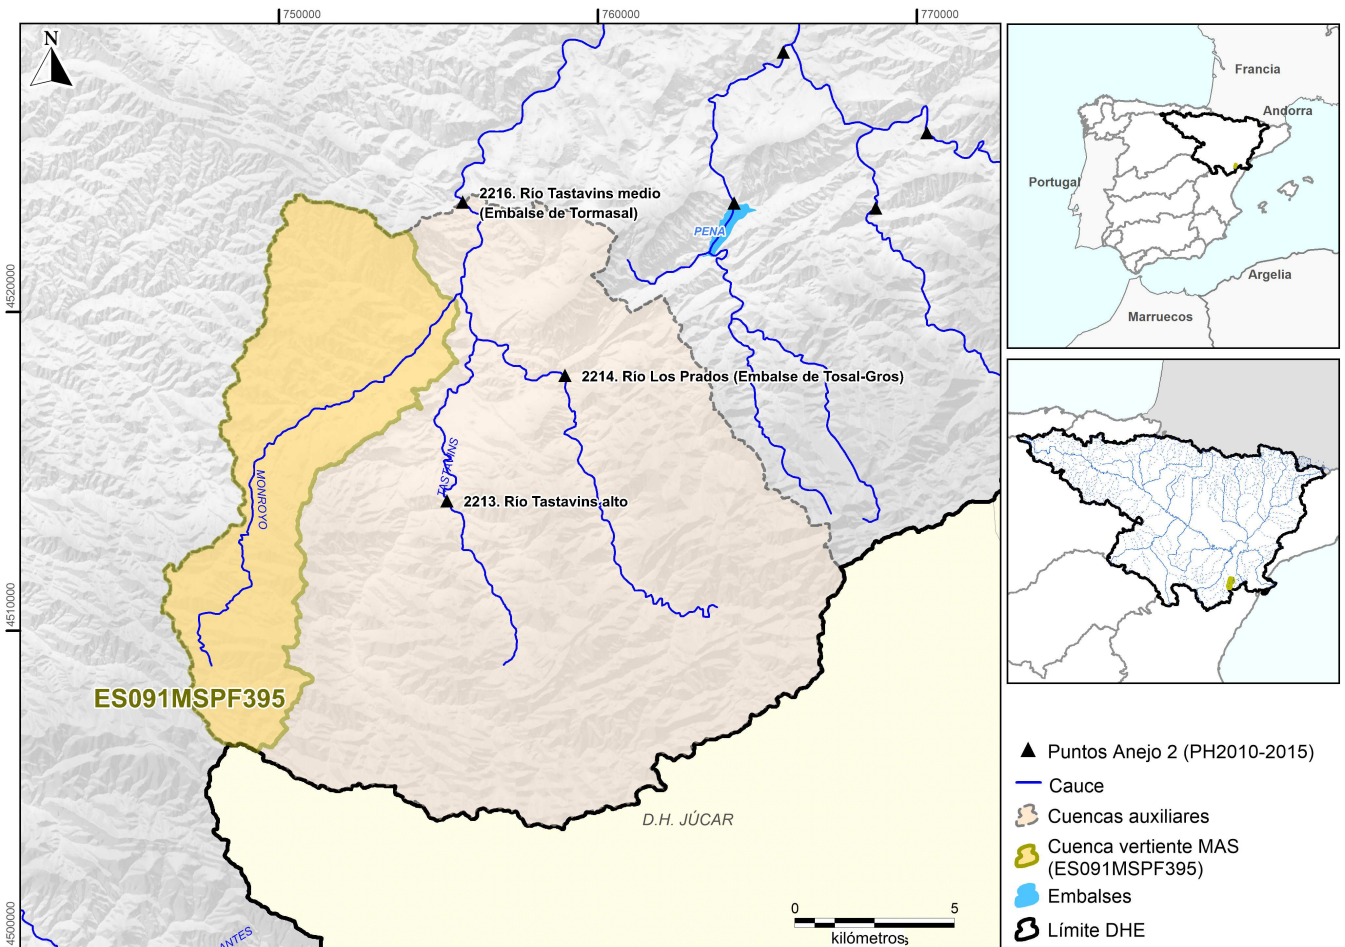 750000
760000
770000
N
2216. Río Tastavins medio
(Embalse de Tormasal)
PENA
4520000
2214. Río Los Prados (Embalse de Tosal-Gros)
TASTAVINS
MONROYO
2213. Río Tastavins alto
4510000
ES091MSPF395
D.H. JÚCAR
4500000
ANTES
0 5
kilómetros
Francia
Andorra
Portugal
Argelia
Marruecos
Puntos Anejo 2 (PH2010-2015)
Cauce
Cuencas auxiliares
Cuenca vertiente MAS
(ES091MSPF395)
Embalses
Límite DHE